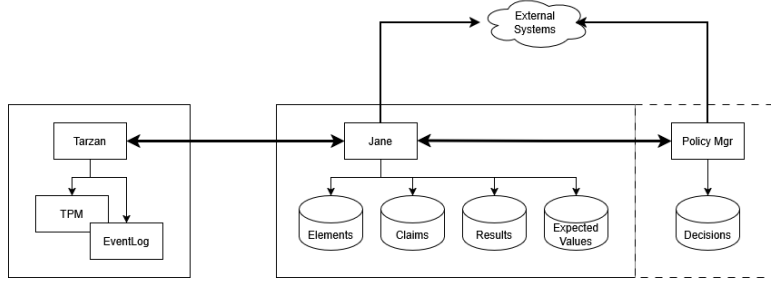 External
Systems
Tarzan
Jane
Policy Mgr
TPM
EventLog
Elements
Claims
Results
Expected
Values
Decisions